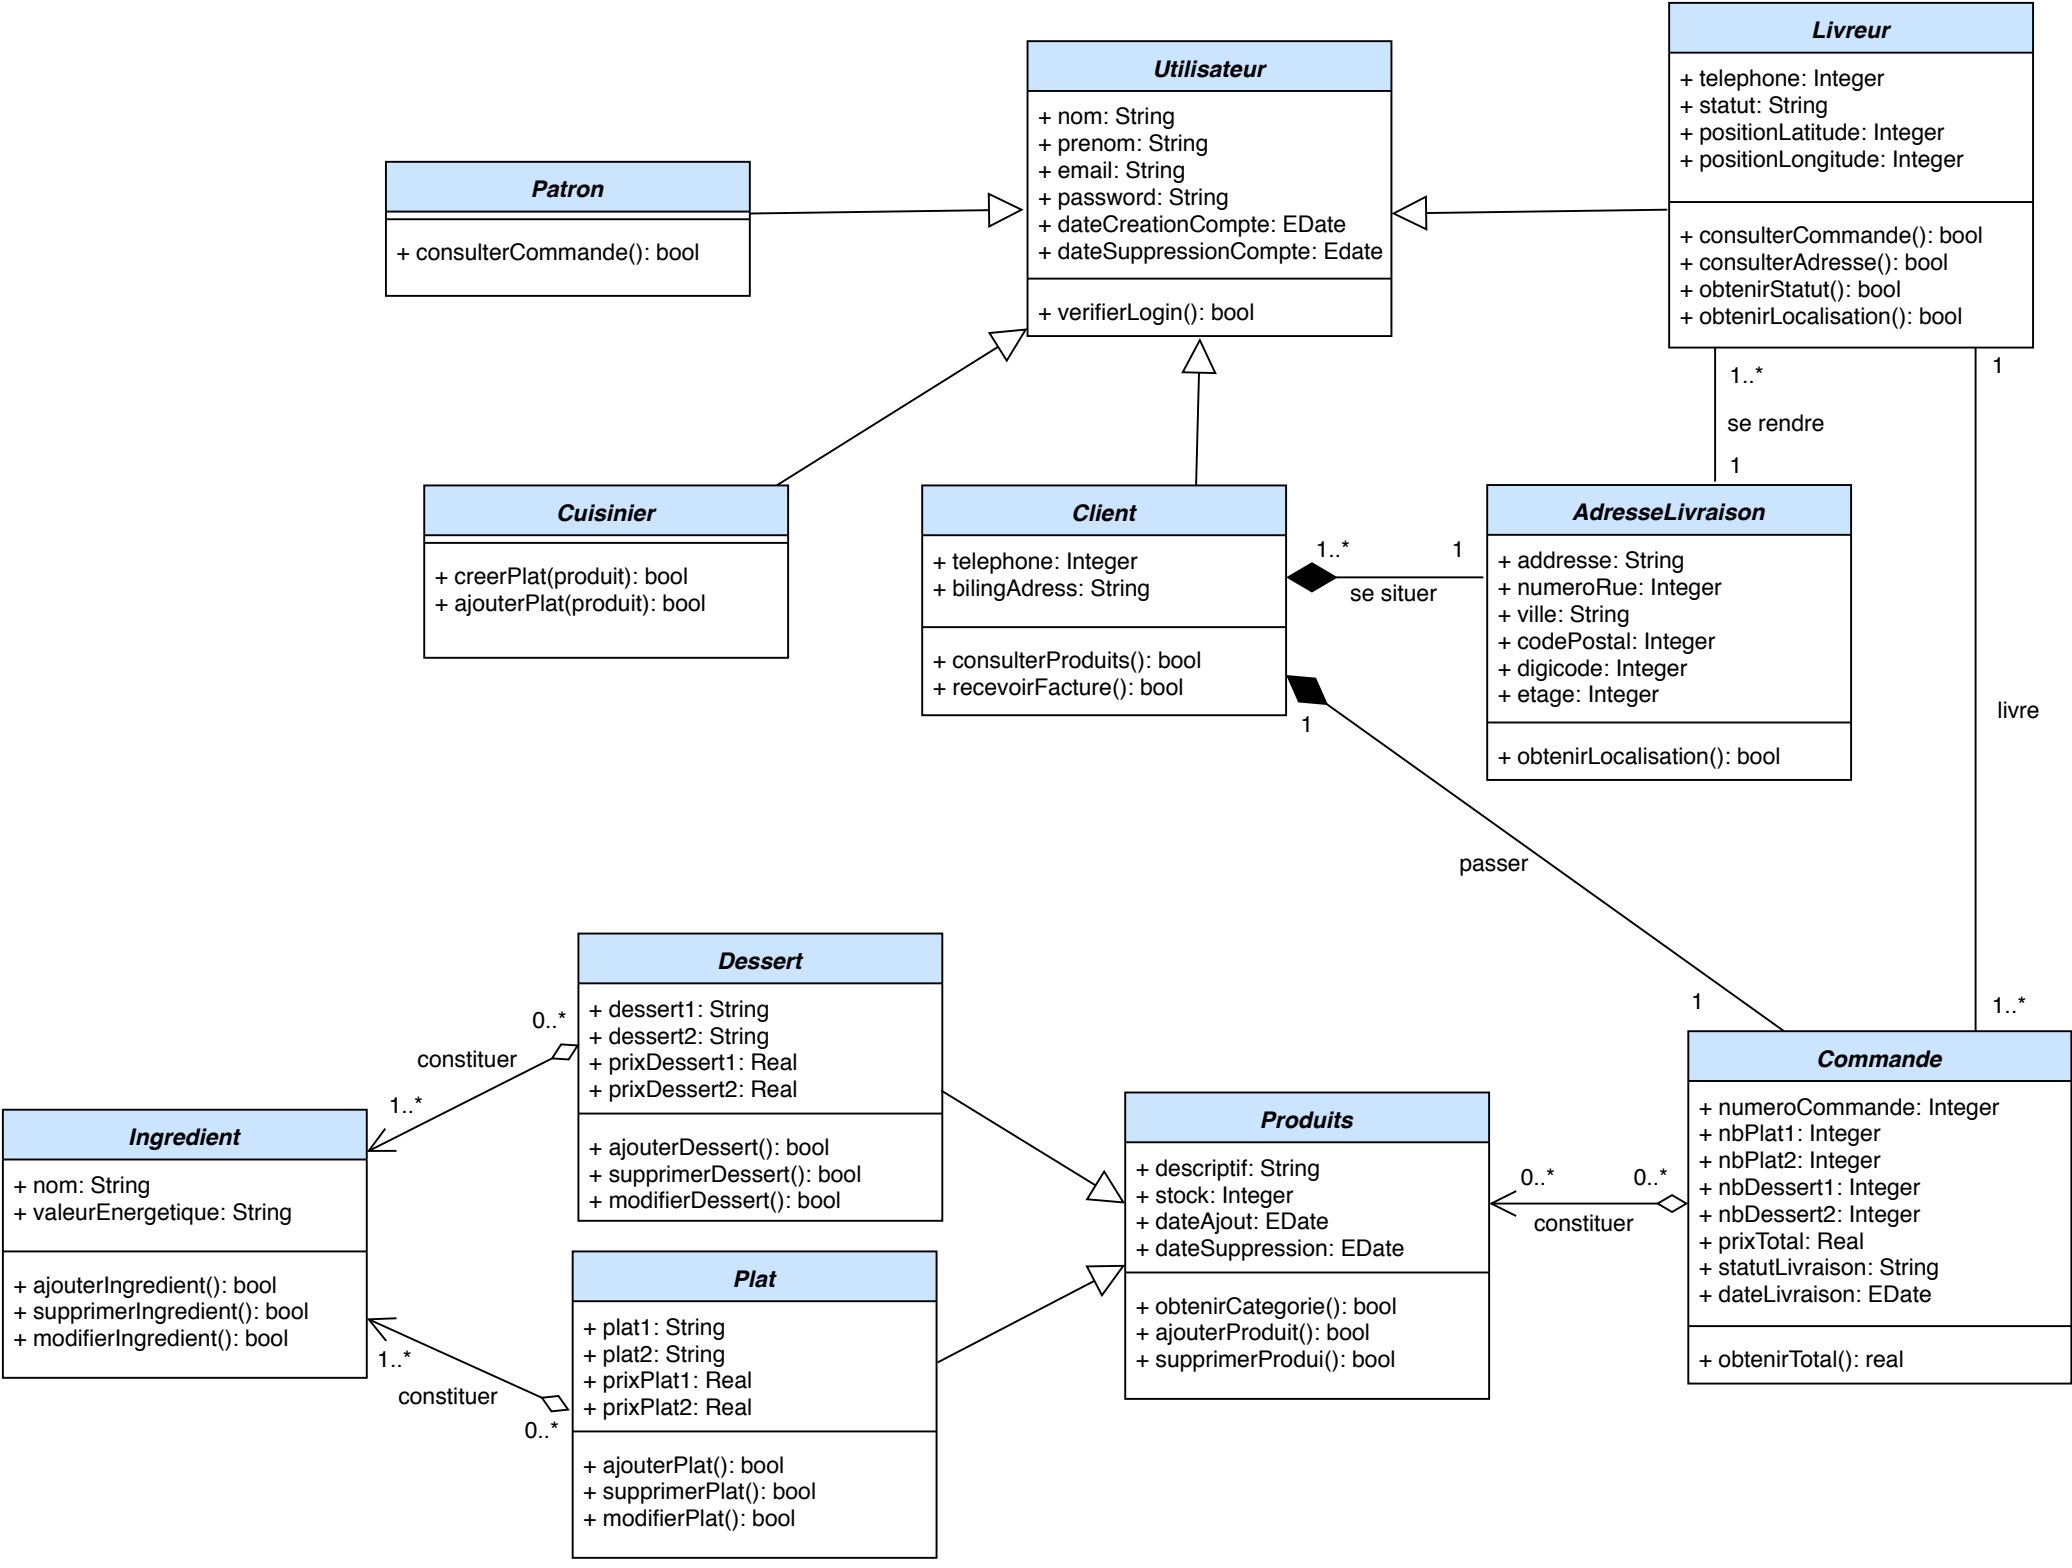 Livreur
+ telephone: Integer
+ statut: String
+ positionLatitude: Integer
+ positionLongitude: Integer
+ consulterCommande(): bool
+ consulterAdresse(): bool
+ obtenirStatut(): bool
+ obtenirLocalisation(): bool
Utilisateur
+ nom: String
+ prenom: String
+ email: String
+ password: String
+ dateCreationCompte: EDate
+ dateSuppressionCompte: Edate
+ verifierLogin(): bool
Patron
+ consulterCommande(): bool
1..*
se rendre
1
1
livre
1..*
Cuisinier
+ creerPlat(produit): bool
+ ajouterPlat(produit): bool
Client
+ telephone: Integer
+ bilingAdress: String
+ consulterProduits(): bool
+ recevoirFacture(): bool
1..*
1
se situer
AdresseLivraison
+ addresse: String
+ numeroRue: Integer
+ ville: String
+ codePostal: Integer
+ digicode: Integer
+ etage: Integer
+ obtenirLocalisation(): bool
1
passer
1
Dessert
+ dessert1: String
+ dessert2: String
+ prixDessert1: Real
+ prixDessert2: Real
+ ajouterDessert(): bool
+ supprimerDessert(): bool
+ modifierDessert(): bool
0..*
constituer
1..*
Ingredient
+ nom: String
+ valeurEnergetique: String
+ ajouterIngredient(): bool
+ supprimerIngredient(): bool
+ modifierIngredient(): bool
1..*
constituer
0..*
Plat
+ plat1: String
+ plat2: String
+ prixPlat1: Real
+ prixPlat2: Real
+ ajouterPlat(): bool
+ supprimerPlat(): bool
+ modifierPlat(): bool
Produits
+ descriptif: String
+ stock: Integer
+ dateAjout: EDate
+ dateSuppression: EDate
+ obtenirCategorie(): bool
+ ajouterProduit(): bool
+ supprimerProdui(): bool
0..*
0..*
constituer
Commande
+ numeroCommande: Integer
+ nbPlat1: Integer
+ nbPlat2: Integer
+ nbDessert1: Integer
+ nbDessert2: Integer
+ prixTotal: Real
+ statutLivraison: String
+ dateLivraison: EDate
+ obtenirTotal(): real